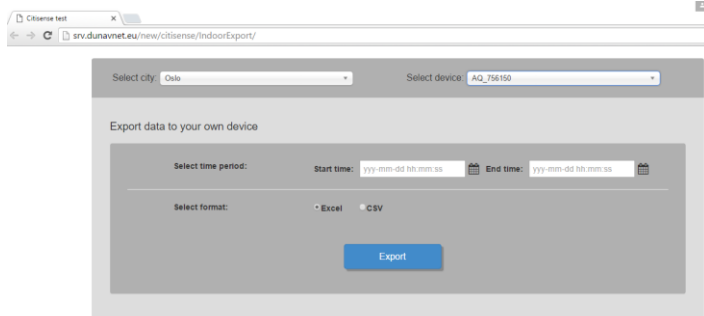 Citisense test
srv.dunavnet.eu/new/citisense/IndoorExport/
Select city: Oslo Select device: AQ_756150
Export data to your own device
Select time period: Start time: yyy-mm-dd hh:mm:ss End time: yyy-mm-dd hh:mm:ss
Select format: Excel CSV
Export